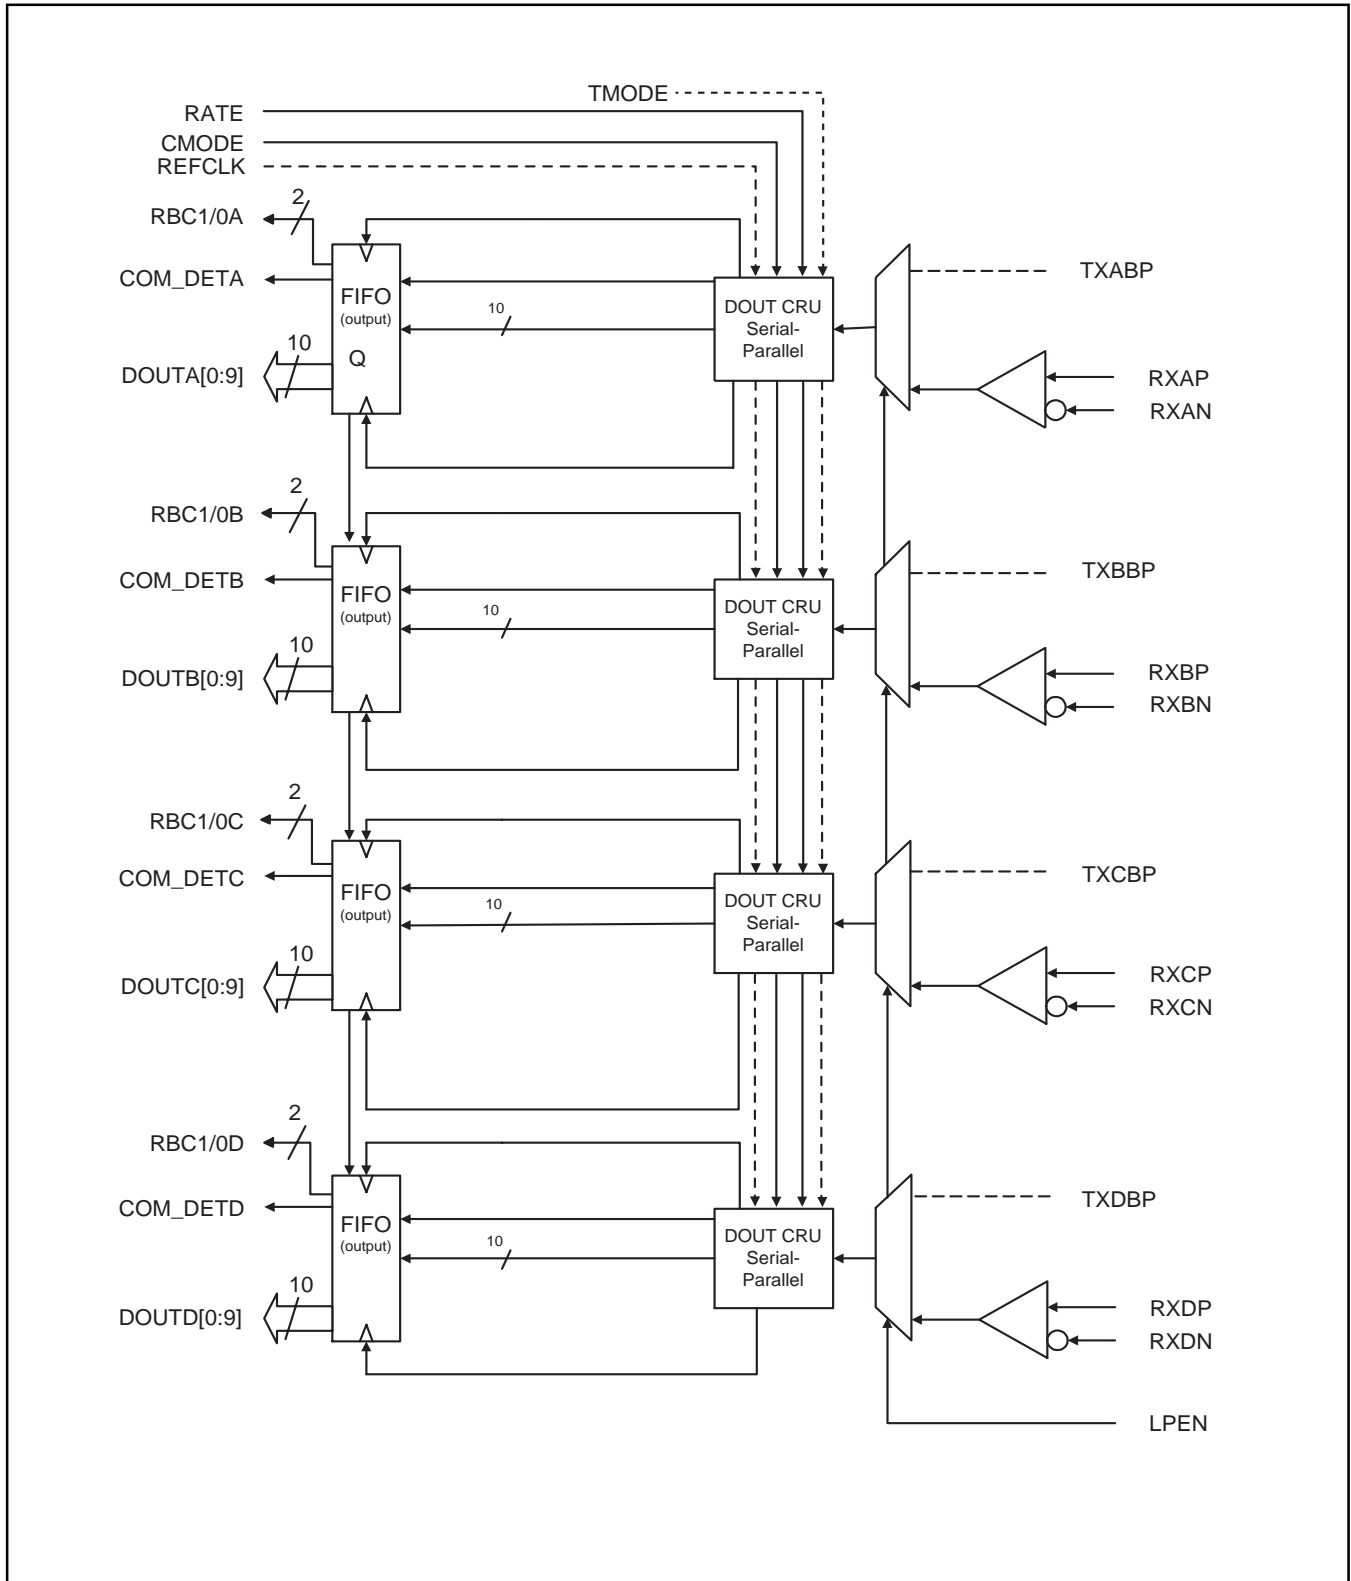 TMODE
RATE
CMODE
REFCLK
2
RBC1/0A
COM_DETA
TXABP
FIFO
(output)
Q
10
DOUT CRU
Serial-
Parallel
10
DOUTA[0:9]
RXAP
RXAN
2
RBC1/0B
COM_DETB
TXBBP
FIFO
(output)
10
DOUT CRU
Serial-
Parallel
10
DOUTB[0:9]
RXBP
RXBN
2
RBC1/0C
COM_DETC
TXCBP
FIFO
(output)
10
DOUT CRU
Serial-
Parallel
10
DOUTC[0:9]
RXCP
RXCN
2
RBC1/0D
COM_DETD
TXDBP
FIFO
(output)
10
DOUT CRU
Serial-
Parallel
10
DOUTD[0:9]
RXDP
RXDN
LPEN